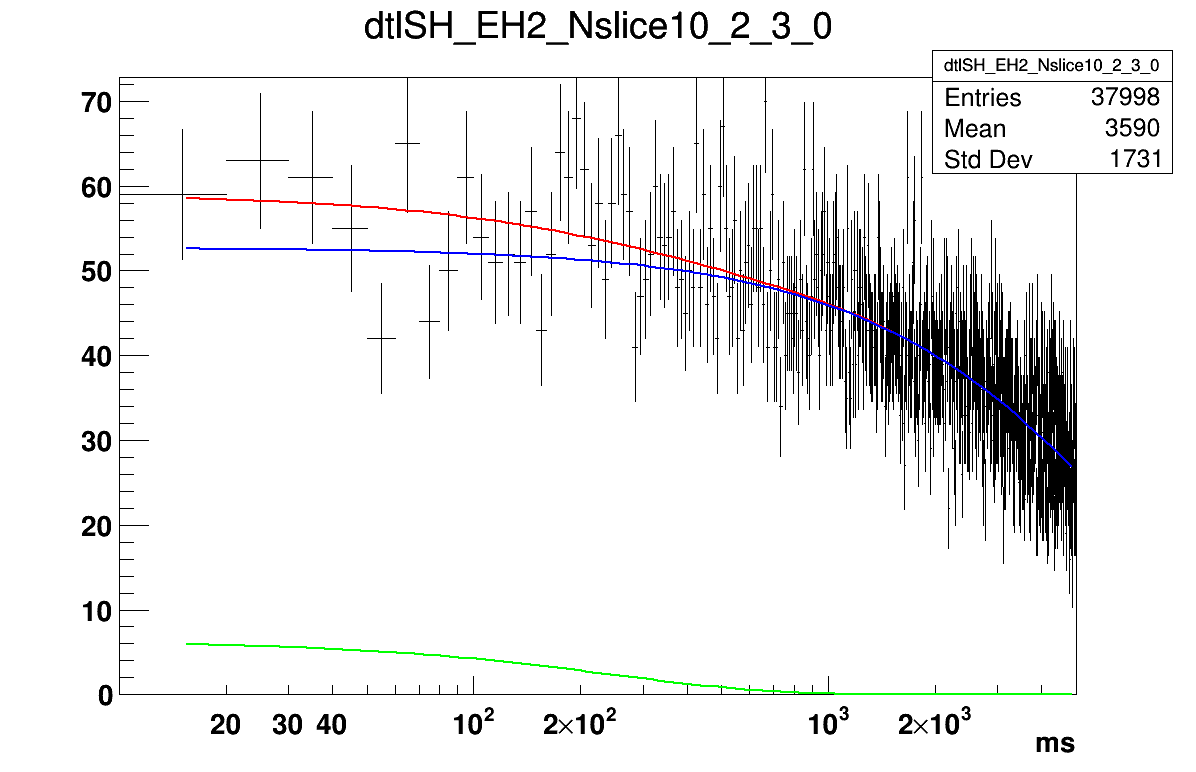 dtlSH_EH2_Nslice10_2_3_0
dtlSH_EH2_Nslice10_2_3_0
Entries 37998
Mean 3590
Std Dev 1731
70
60
50
40
30
20
10
0
20 30 40 10² 2×10² 10³ 2×10³
ms